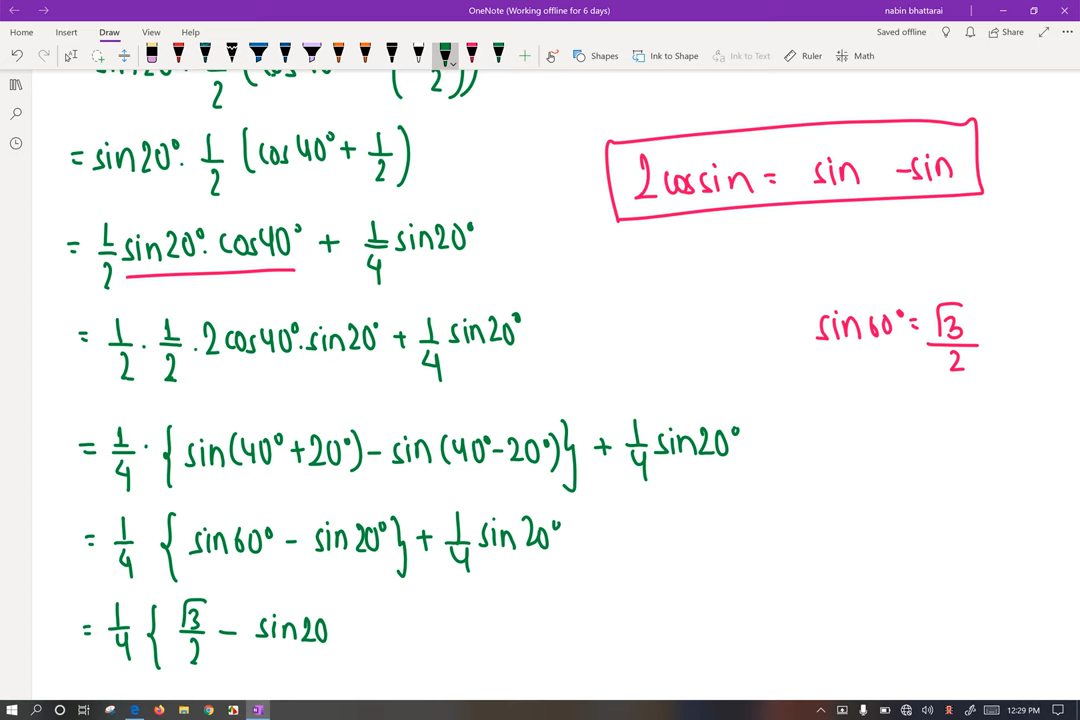 OneNote (Working offline for 6 days)
nabin bhattarai
Home Insert Draw View Help
Saved offline Share
Shapes Ink to Shape Ink to Text Ruler Math
= sin20°. 1/2 (cos40° + 1/2)
2cossin = sin -sin
= 1/2 sin20°. cos40° + 1/4 sin20°
sin60° = √3/2
= 1/2 . 1/2 . 2cos40°.sin20° + 1/4 sin20°
= 1/4 . { sin(40° + 20°) - sin(40° - 20°)} + 1/4 sin20°
= 1/4 { sin60° - sin20°} + 1/4 sin20°
= 1/4 { √3/2 - sin20
12:29 PM